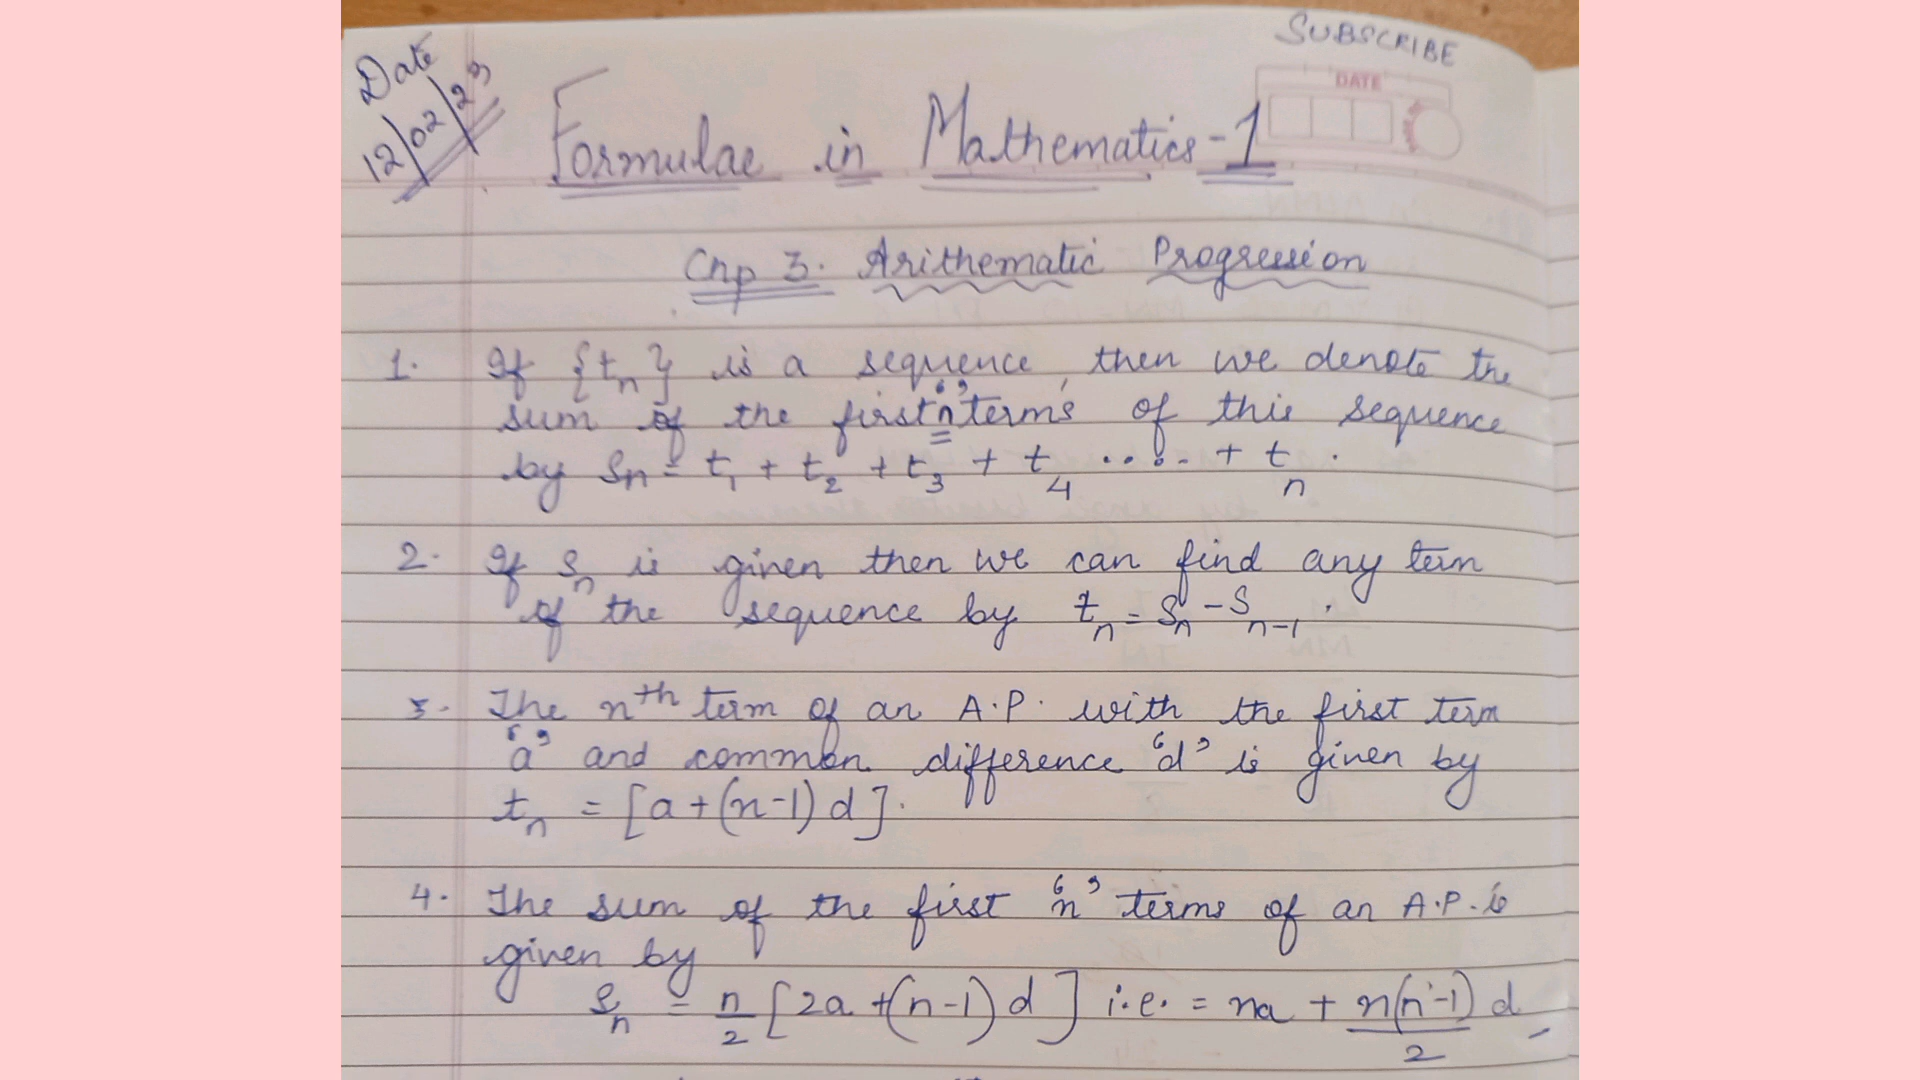 SUBSCRIBE
Date
12/02/23
DATE
Formulae in Mathematics-1
Chp 3. Arithematic Progression
1. If {tn} is a sequence, then we denote the
sum of the first 'n' terms of this sequence
by Sn = t1 + t2 + t3 + t4 ..... + tn.
2. If Sn is given then we can find any term
of the sequence by tn = Sn - Sn-1.
3. The nth term of an A.P. with the first term
'a' and common difference 'd' is given by
tn = [a + (n-1) d].
4. The sum of the first 'n' terms of an A.P. is
given by
Sn = n/2 [2a + (n-1) d] i.e. = na + n(n-1)/2 d